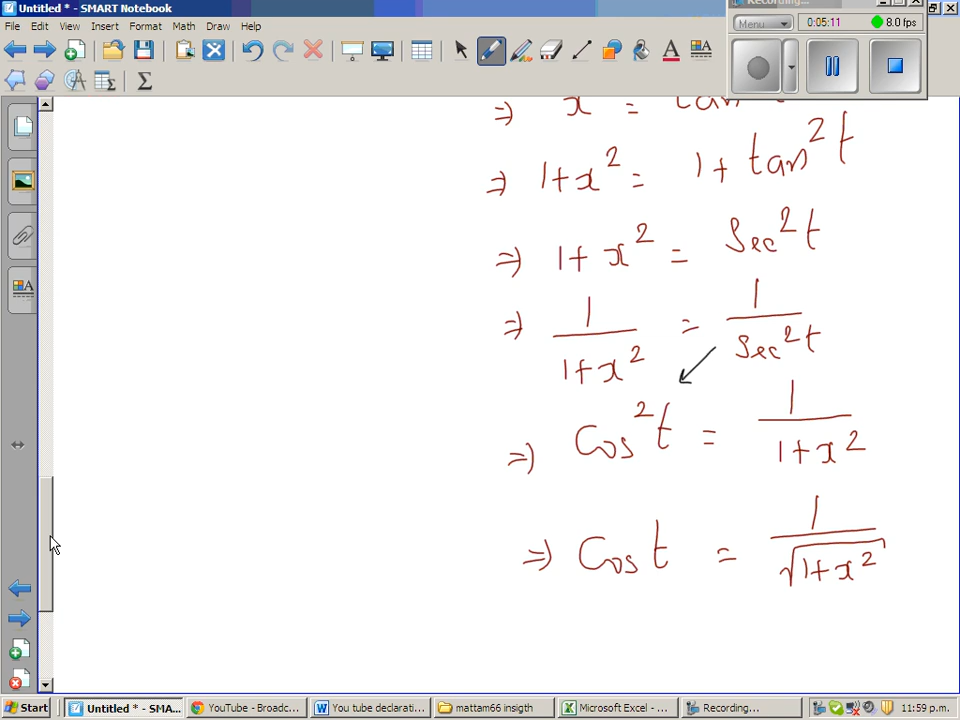 Untitled * - SMART Notebook
Recording...
File Edit View Insert Format Math Draw Help
Menu 0:05:11 8.0 fps
⇒ x = tan
⇒ 1+x² = 1 + tan²t
⇒ 1+x² = Sec²t
⇒ 1/(1+x²) = 1/Sec²t
⇒ Cos²t = 1/(1+x²)
⇒ Cos t = 1/√(1+x²)
Start Untitled * - SMA... YouTube - Broadc... You tube declarati... mattam66 insigth Microsoft Excel - ... Recording... 11:59 p.m.